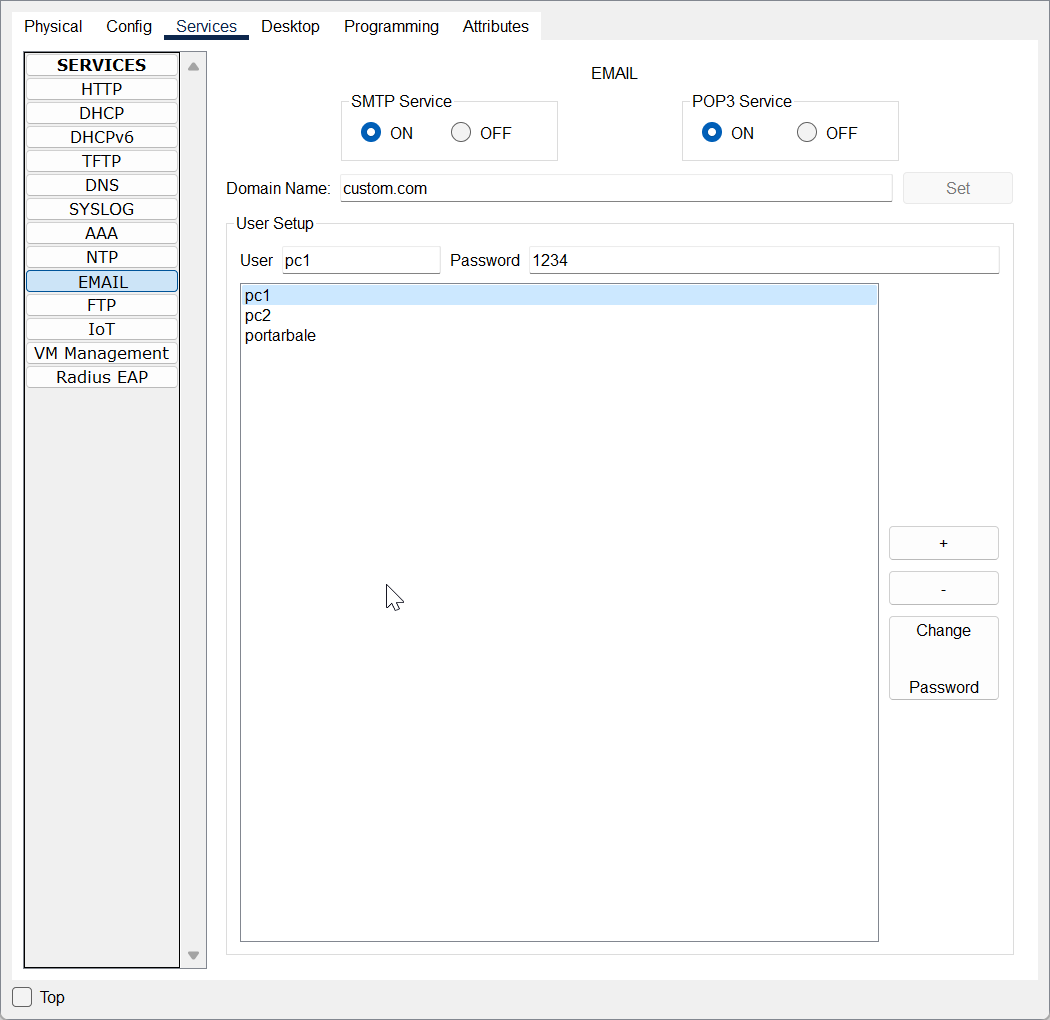 Physical Config Services Desktop Programming Attributes
SERVICES
HTTP
DHCP
DHCPv6
TFTP
DNS
SYSLOG
AAA
NTP
EMAIL
FTP
IoT
VM Management
Radius EAP
EMAIL
SMTP Service
ON OFF
POP3 Service
ON OFF
Domain Name: custom.com Set
User Setup
User pc1 Password 1234
pc1
pc2
portarbale
+
-
Change
Password
Top